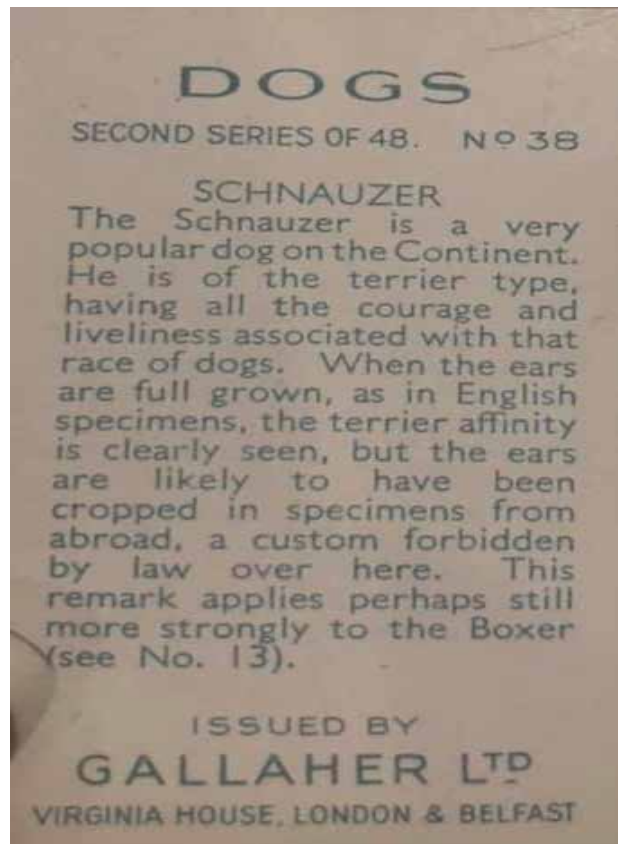 DOGS
SECOND SERIES OF 48. Nº 38
SCHNAUZER
The Schnauzer is a very
popular dog on the Continent.
He is of the terrier type,
having all the courage and
liveliness associated with that
race of dogs. When the ears
are full grown, as in English
specimens, the terrier affinity
is clearly seen, but the ears
are likely to have been
cropped in specimens from
abroad, a custom forbidden
by law over here. This
remark applies perhaps still
more strongly to the Boxer
(see No. 13).
ISSUED BY
GALLAHER LTD
VIRGINIA HOUSE, LONDON & BELFAST